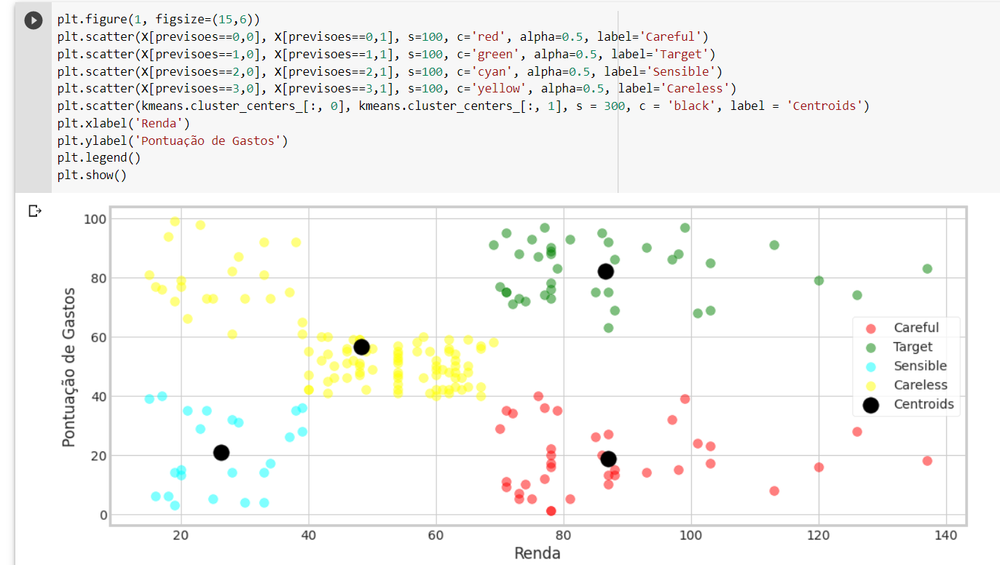 plt.figure(1, figsize=(15,6))
plt.scatter(X[previsoes==0,0], X[previsoes==0,1], s=100, c='red', alpha=0.5, label='Careful')
plt.scatter(X[previsoes==1,0], X[previsoes==1,1], s=100, c='green', alpha=0.5, label='Target')
plt.scatter(X[previsoes==2,0], X[previsoes==2,1], s=100, c='cyan', alpha=0.5, label='Sensible')
plt.scatter(X[previsoes==3,0], X[previsoes==3,1], s=100, c='yellow', alpha=0.5, label='Careless')
plt.scatter(kmeans.cluster_centers_[:, 0], kmeans.cluster_centers_[:, 1], s = 300, c = 'black', label = 'Centroids')
plt.xlabel('Renda')
plt.ylabel('Pontuação de Gastos')
plt.legend()
plt.show()
100
80
60
40
20
0
Pontuação de Gastos
Careful
Target
Sensible
Careless
Centroids
20 40 60 80 100 120 140
Renda